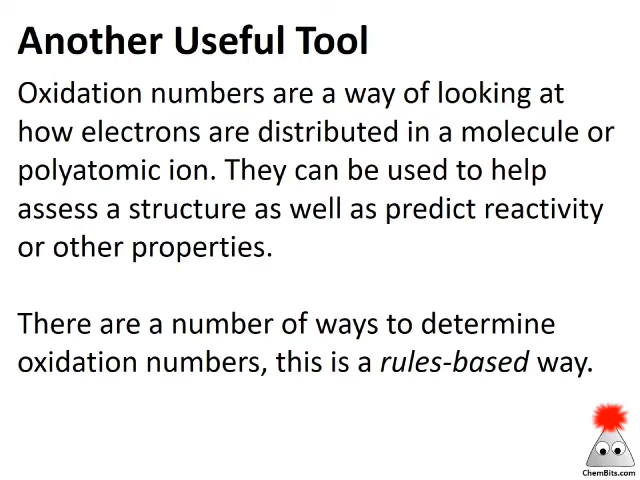 Another Useful Tool
Oxidation numbers are a way of looking at
how electrons are distributed in a molecule or
polyatomic ion. They can be used to help
assess a structure as well as predict reactivity
or other properties.
There are a number of ways to determine
oxidation numbers, this is a rules-based way.
ChemBits.com